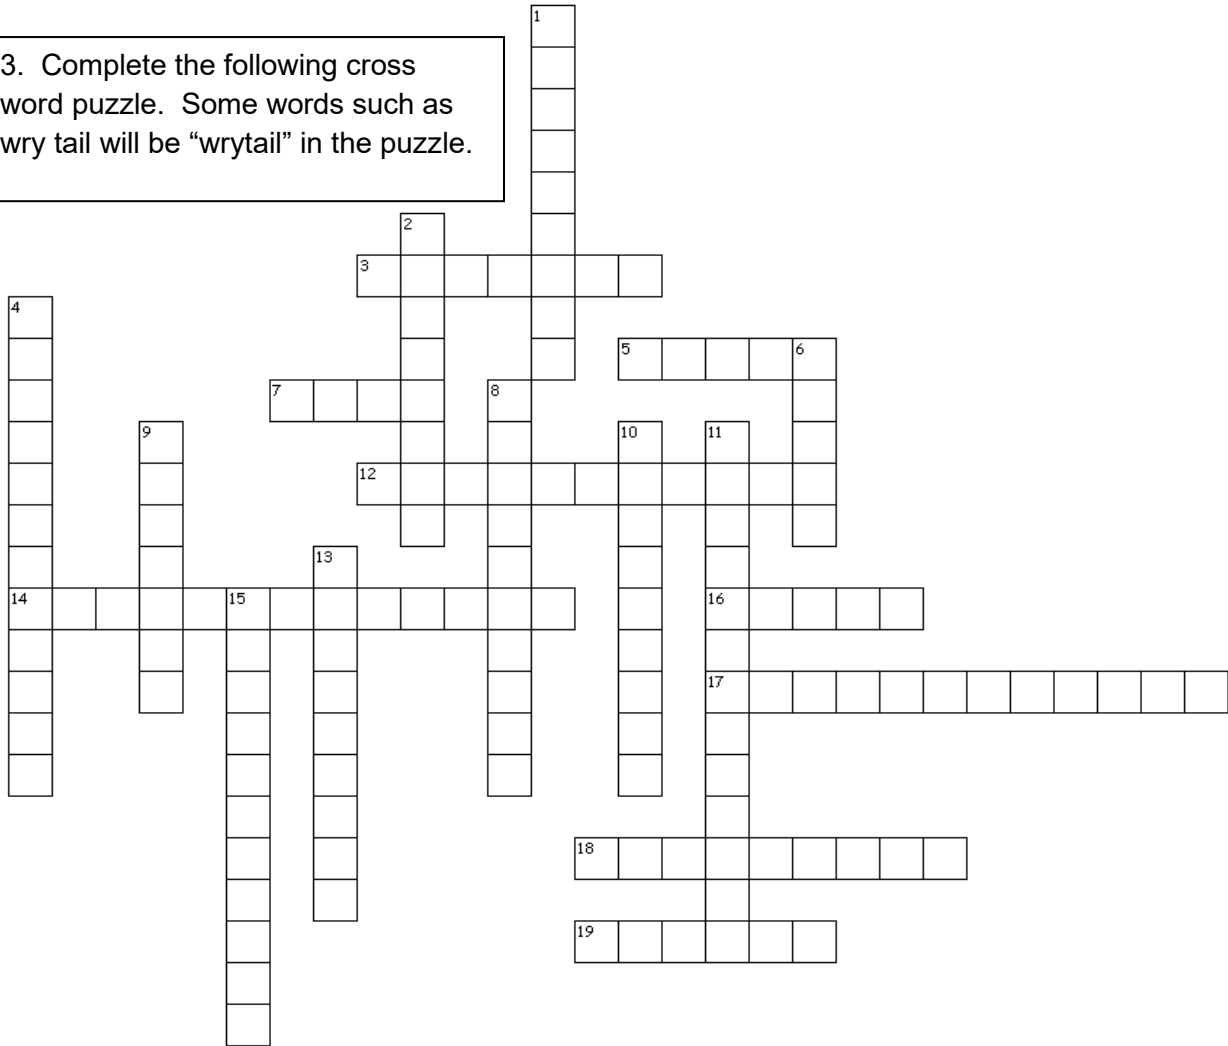 1
3. Complete the following cross
word puzzle. Some words such as
wry tail will be “wrytail” in the puzzle.
2
3
4
5 6
7 8
9 10 11
12
13
14 15 16
17
18
19